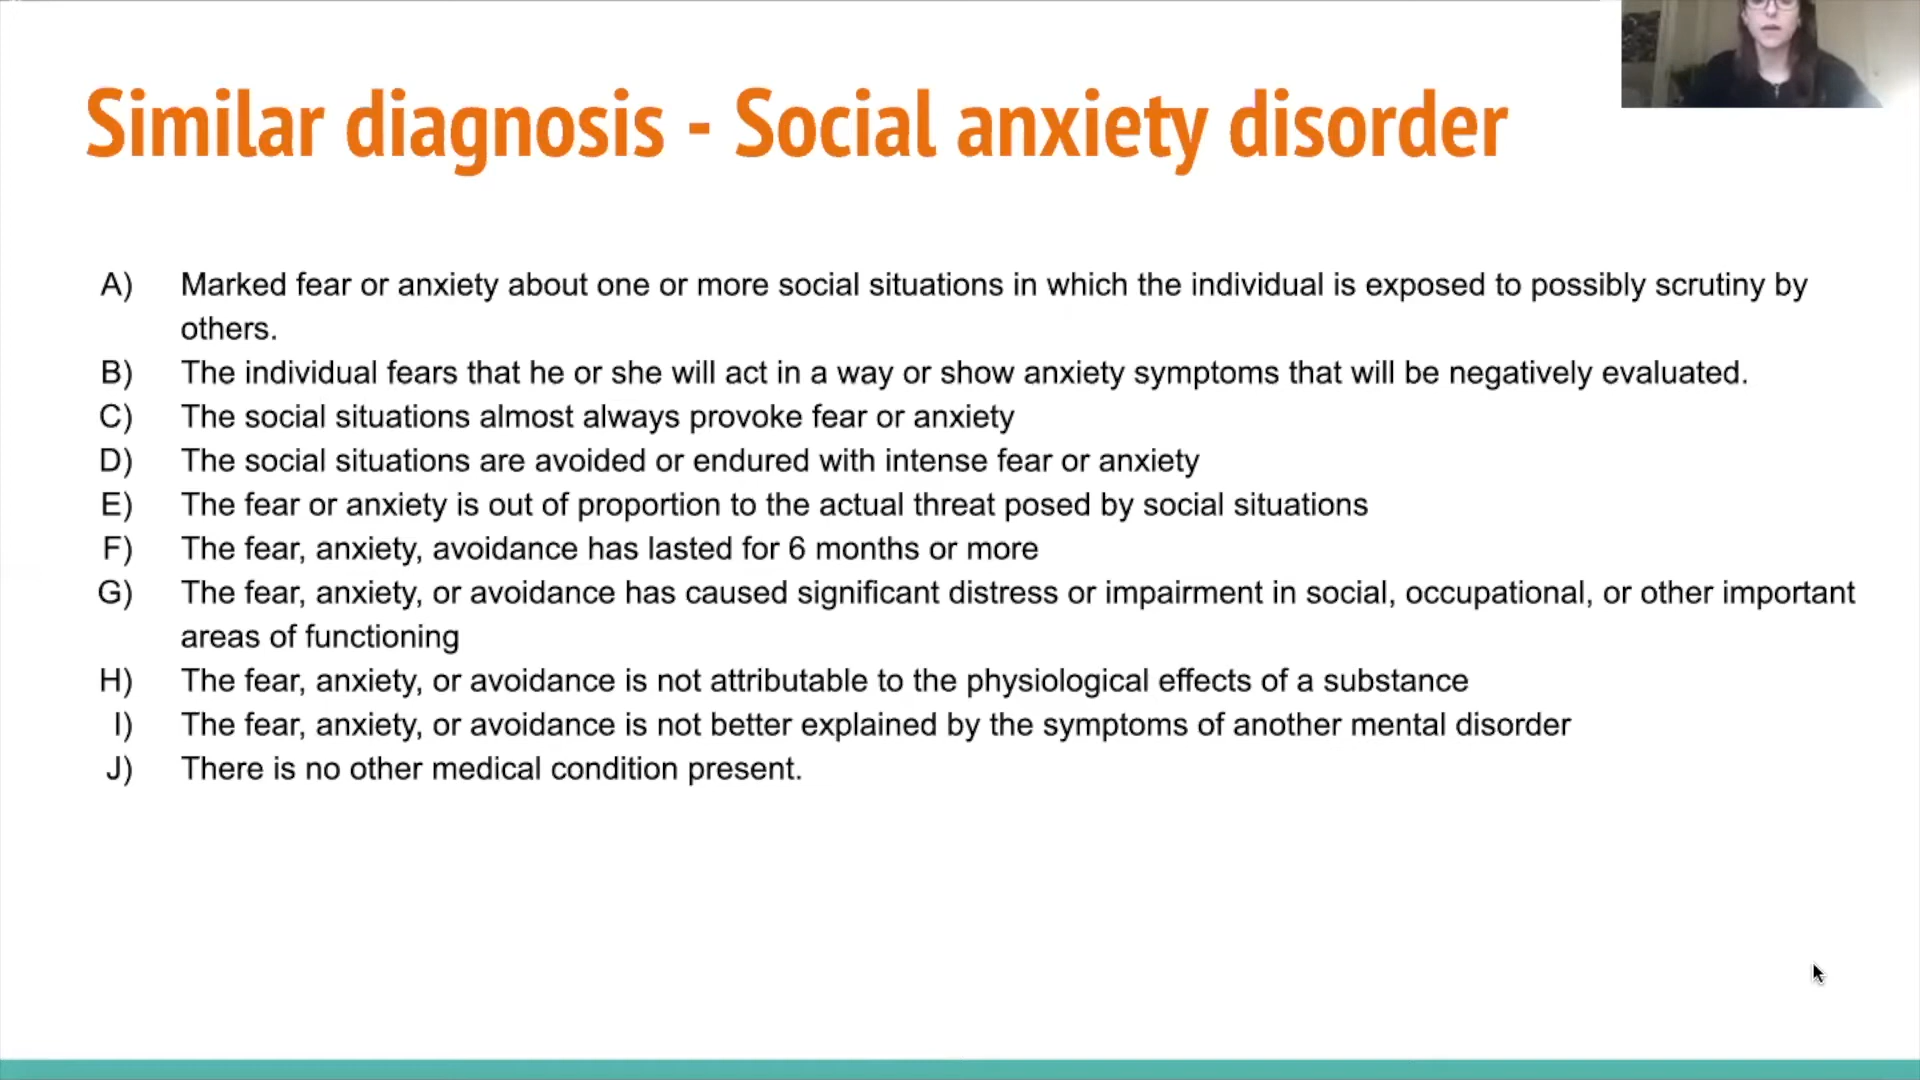 Similar diagnosis - Social anxiety disorder
A) Marked fear or anxiety about one or more social situations in which the individual is exposed to possibly scrutiny by
others.
B) The individual fears that he or she will act in a way or show anxiety symptoms that will be negatively evaluated.
C) The social situations almost always provoke fear or anxiety
D) The social situations are avoided or endured with intense fear or anxiety
E) The fear or anxiety is out of proportion to the actual threat posed by social situations
F) The fear, anxiety, avoidance has lasted for 6 months or more
G) The fear, anxiety, or avoidance has caused significant distress or impairment in social, occupational, or other important
areas of functioning
H) The fear, anxiety, or avoidance is not attributable to the physiological effects of a substance
I) The fear, anxiety, or avoidance is not better explained by the symptoms of another mental disorder
J) There is no other medical condition present.